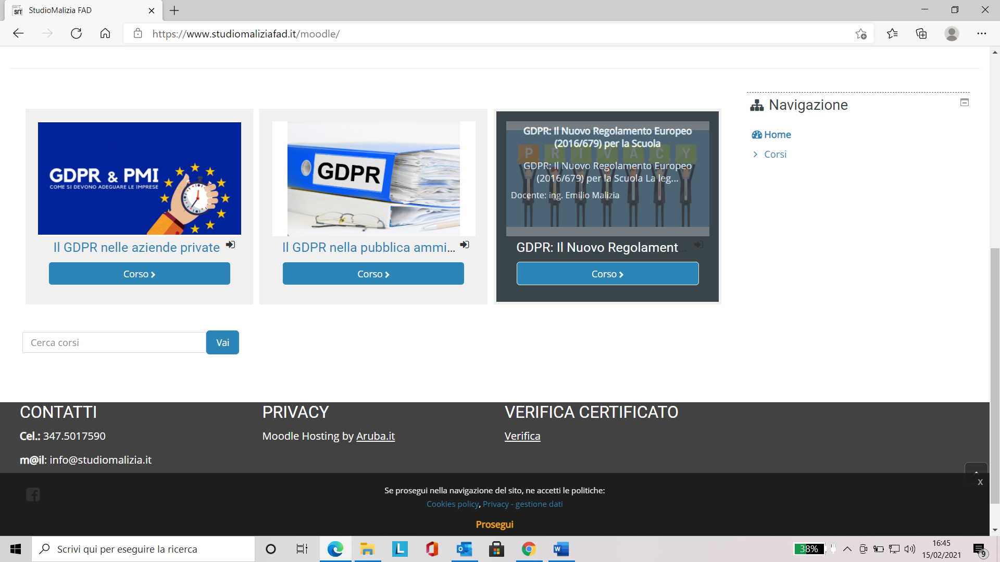 StudioMalizia FAD
https://www.studiomaliziafad.it/moodle/
GDPR & PMI
COME SI DEVONO ADEGUARE LE IMPRESE
Il GDPR nelle aziende private
Corso
GDPR
Il GDPR nella pubblica ammi...
Corso
GDPR: Il Nuovo Regolamento Europeo
(2016/679) per la Scuola
PRIVACY
GDPR: Il Nuovo Regolamento Europeo
(2016/679) per la Scuola La leg...
Docente: ing. Emilio Malizia
GDPR: Il Nuovo Regolament...
Corso
Navigazione
Home
Corsi
Cerca corsi
Vai
CONTATTI
Cel.: 347.5017590
m@il: info@studiomalizia.it
PRIVACY
Moodle Hosting by Aruba.it
VERIFICA CERTIFICATO
Verifica
X
Se prosegui nella navigazione del sito, ne accetti le politiche:
Cookies policy, Privacy - gestione dati
Prosegui
Scrivi qui per eseguire la ricerca
38%
16:45
15/02/2021
9